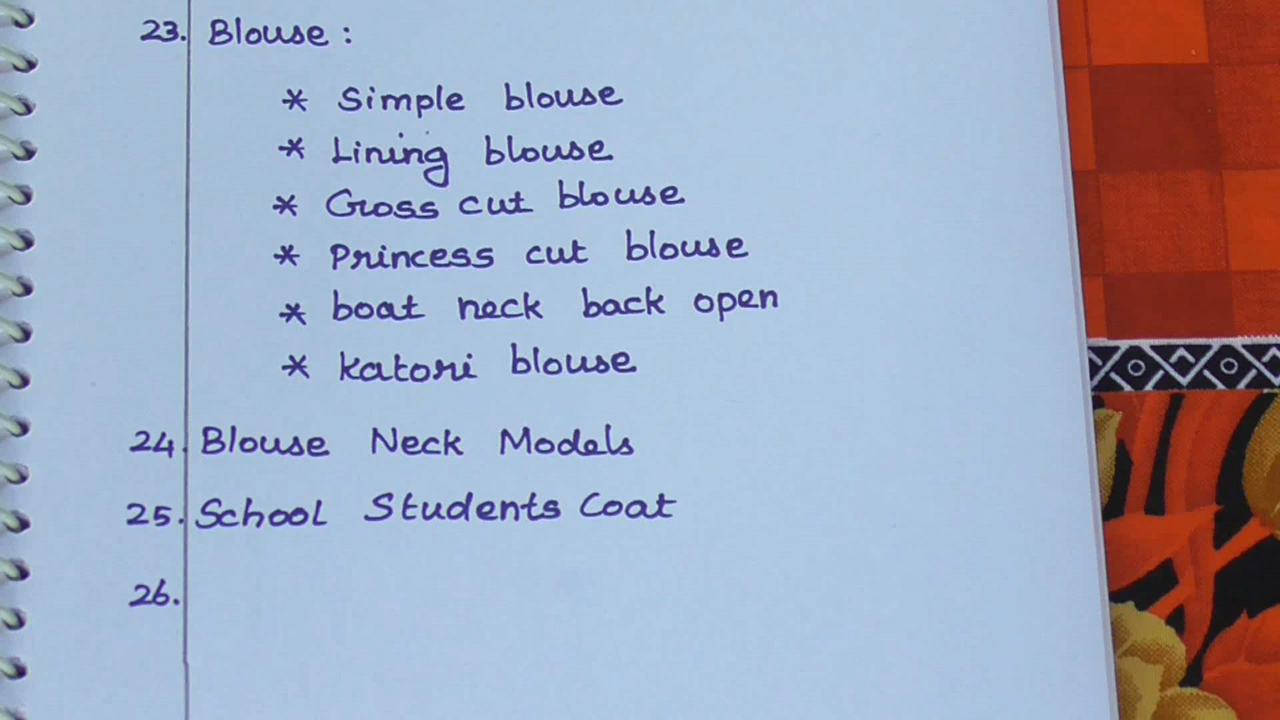 23. Blouse :
* Simple blouse
* Lining blouse
* Cross cut blouse
* Princess cut blouse
* boat neck back open
* katori blouse
24. Blouse Neck Models
25. School Students Coat
26.